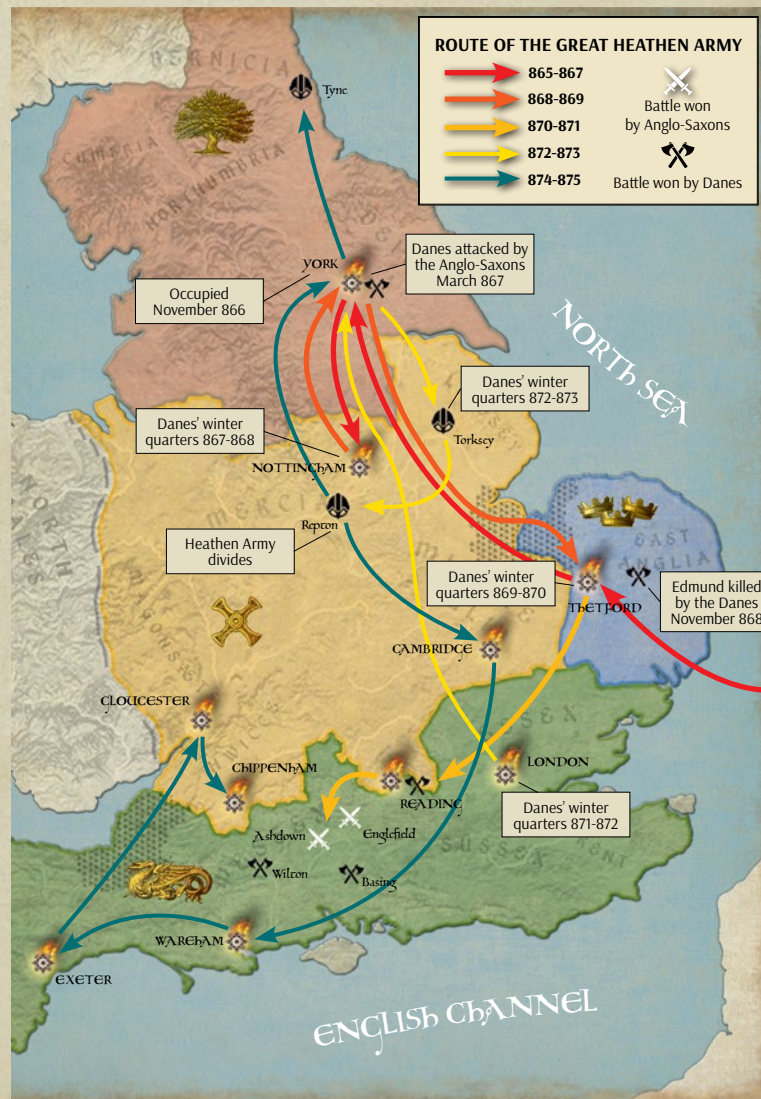 ROUTE OF THE GREAT HEATHEN ARMY
865-867
868-869
870-871
872-873
874-875
Battle won
by Anglo-Saxons
Battle won by Danes
BERNICIA
Tyne
CUMBRIA
NORTHUMBRIA
DE
YORK
Danes attacked by
the Anglo-Saxons
March 867
Occupied
November 866
NORTH SEA
Danes' winter
quarters 872-873
Torksey
Danes' winter
quarters 867-868
NOTTINGHAM
NORTH
WALES
MERCI
Repton
Heathen Army
divides
EAST
ANGLIA
Danes' winter
quarters 869-870
THETFORD
Edmund killed
by the Danes
November 868
CAMBRIDGE
GLOUCESTER
CHIPPENHAM
READING
LONDON
Danes' winter
quarters 871-872
SSEX
Ashdown
Englefield
SUSSEX
KENT
Wilton
Basing
WAREHAM
EXETER
ENGLISH CHANNEL